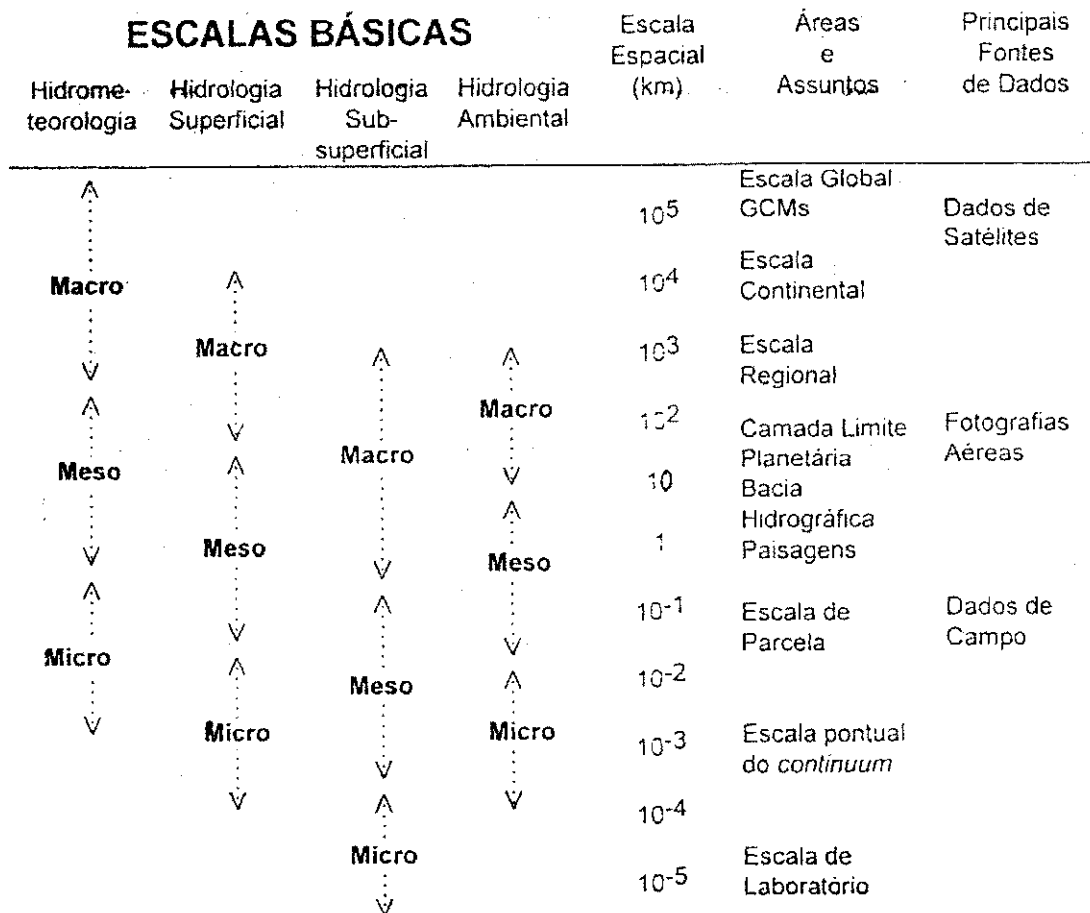 ESCALAS BÁSICAS
Escala
Espacial
(km)
Áreas
e
Assuntos
Principais
Fontes
de Dados
Hidrome-
teorologia
Hidrologia
Superficial
Hidrologia
Sub-
superficial
Hidrologia
Ambiental
Macro
Meso
Micro
Macro
Meso
Micro
Macro
Meso
Micro
Macro
Meso
Micro
10^5
10^4
10^3
10^2
10
1
10^-1
10^-2
10^-3
10^-4
10^-5
Escala Global
GCMs
Escala
Continental
Escala
Regional
Camada Limite
Planetária
Bacia
Hidrográfica
Paisagens
Escala de
Parcela
Escala pontual
do continuum
Escala de
Laboratório
Dados de
Satélites
Fotografias
Aéreas
Dados de
Campo